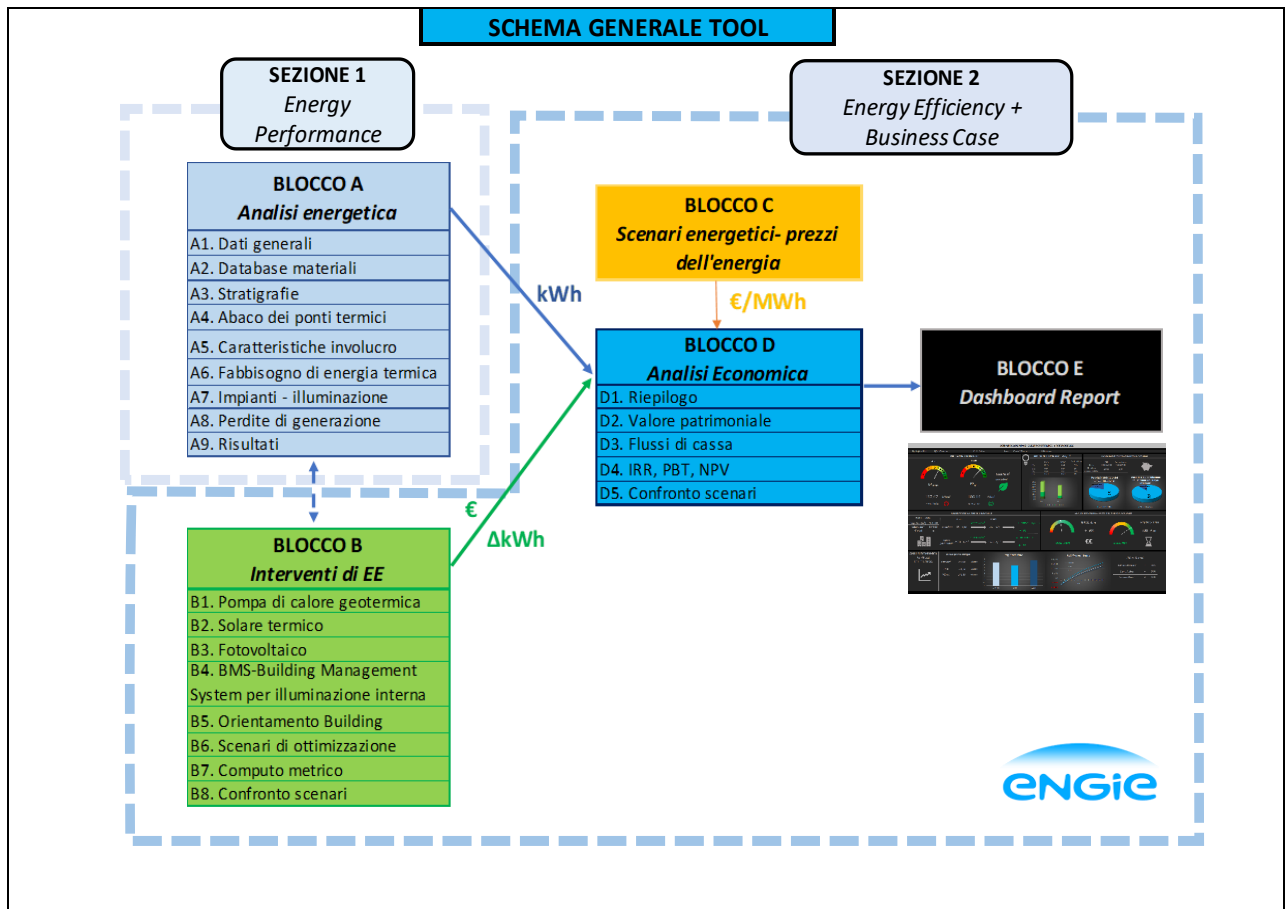 SCHEMA GENERALE TOOL
SEZIONE 1
Energy
Performance
SEZIONE 2
Energy Efficiency +
Business Case
BLOCCO A
Analisi energetica
A1. Dati generali
A2. Database materiali
A3. Stratigrafie
A4. Abaco dei ponti termici
A5. Caratteristiche involucro
A6. Fabbisogno di energia termica
A7. Impianti - illuminazione
A8. Perdite di generazione
A9. Risultati
kWh
BLOCCO C
Scenari energetici- prezzi
dell'energia
€/MWh
BLOCCO D
Analisi Economica
D1. Riepilogo
D2. Valore patrimoniale
D3. Flussi di cassa
D4. IRR, PBT, NPV
D5. Confronto scenari
BLOCCO E
Dashboard Report
€
ΔkWh
BLOCCO B
Interventi di EE
B1. Pompa di calore geotermica
B2. Solare termico
B3. Fotovoltaico
B4. BMS-Building Management
System per illuminazione interna
B5. Orientamento Building
B6. Scenari di ottimizzazione
B7. Computo metrico
B8. Confronto scenari
eNGie